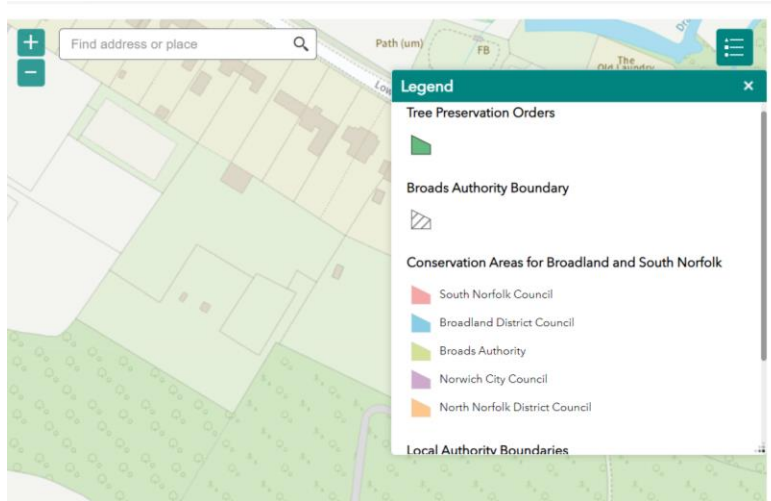 +
Find address or place
−
Path (um)
FB
The
Old Laundry
Legend
×
Tree Preservation Orders
Broads Authority Boundary
Conservation Areas for Broadland and South Norfolk
South Norfolk Council
Broadland District Council
Broads Authority
Norwich City Council
North Norfolk District Council
Local Authority Boundaries